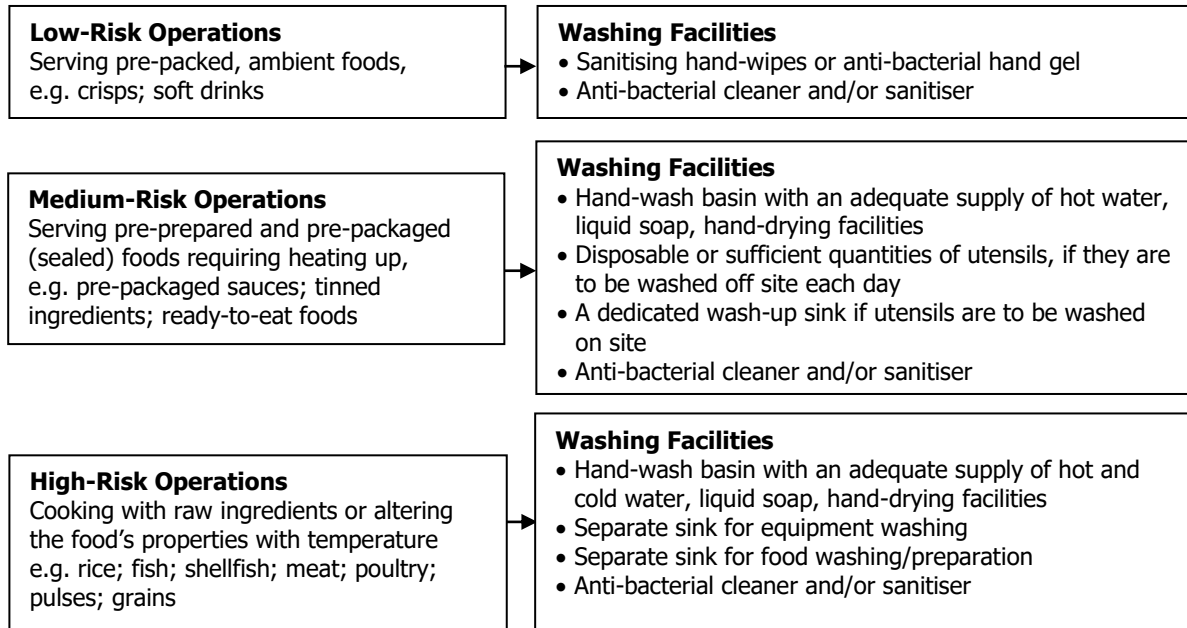 Low-Risk Operations
Serving pre-packed, ambient foods,
e.g. crisps; soft drinks
Washing Facilities
• Sanitising hand-wipes or anti-bacterial hand gel
• Anti-bacterial cleaner and/or sanitiser
Medium-Risk Operations
Serving pre-prepared and pre-packaged
(sealed) foods requiring heating up,
e.g. pre-packaged sauces; tinned
ingredients; ready-to-eat foods
Washing Facilities
• Hand-wash basin with an adequate supply of hot water,
liquid soap, hand-drying facilities
• Disposable or sufficient quantities of utensils, if they are
to be washed off site each day
• A dedicated wash-up sink if utensils are to be washed
on site
• Anti-bacterial cleaner and/or sanitiser
High-Risk Operations
Cooking with raw ingredients or altering
the food’s properties with temperature
e.g. rice; fish; shellfish; meat; poultry;
pulses; grains
Washing Facilities
• Hand-wash basin with an adequate supply of hot and
cold water, liquid soap, hand-drying facilities
• Separate sink for equipment washing
• Separate sink for food washing/preparation
• Anti-bacterial cleaner and/or sanitiser